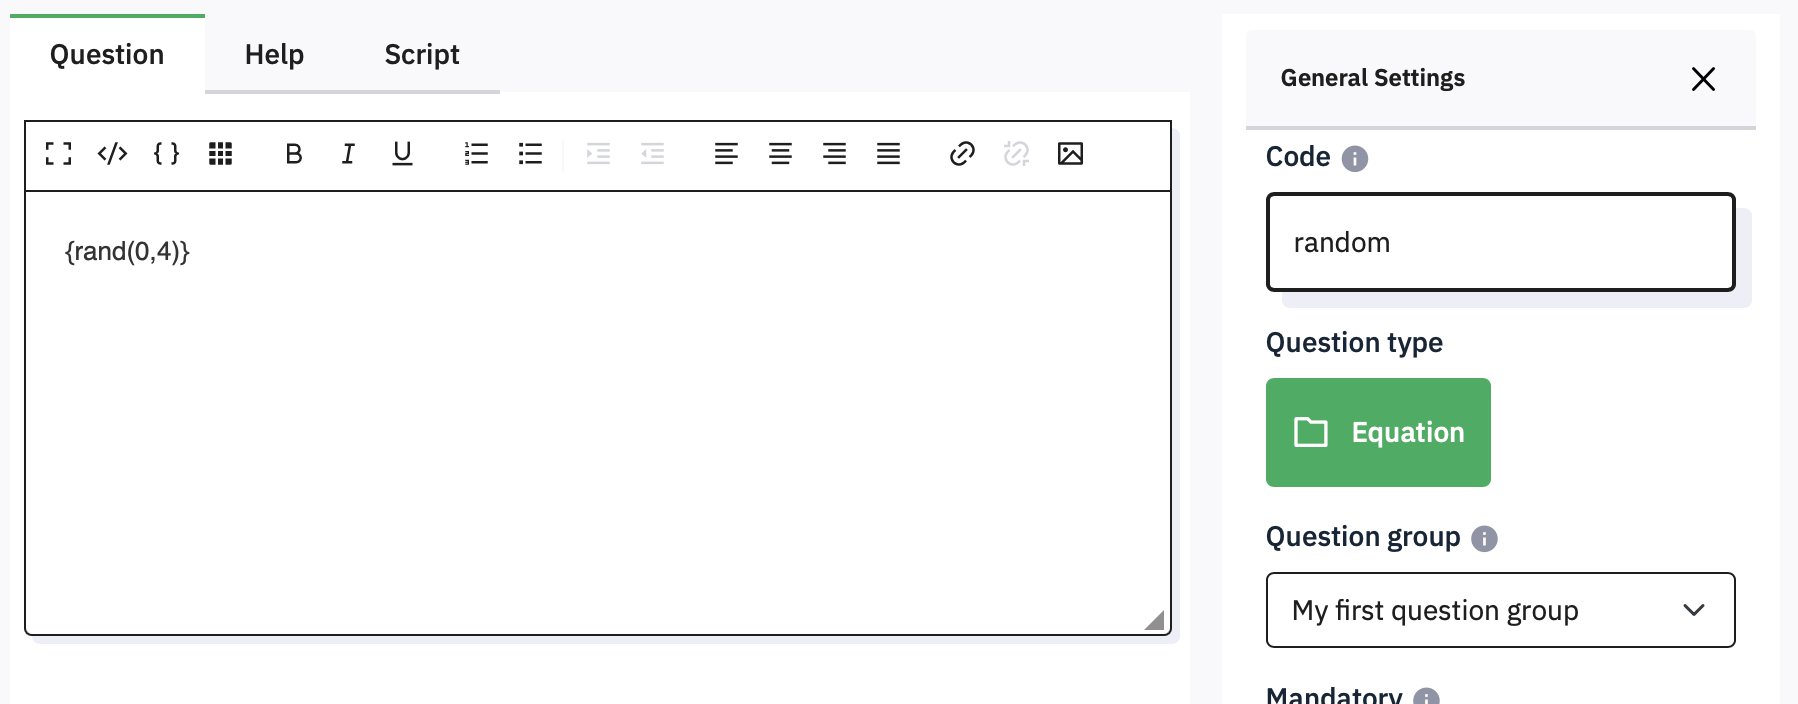 Question
Help
Script
General Settings
Code
random
{rand(0,4)}
Question type
Equation
Question group
My first question group
Mandatory